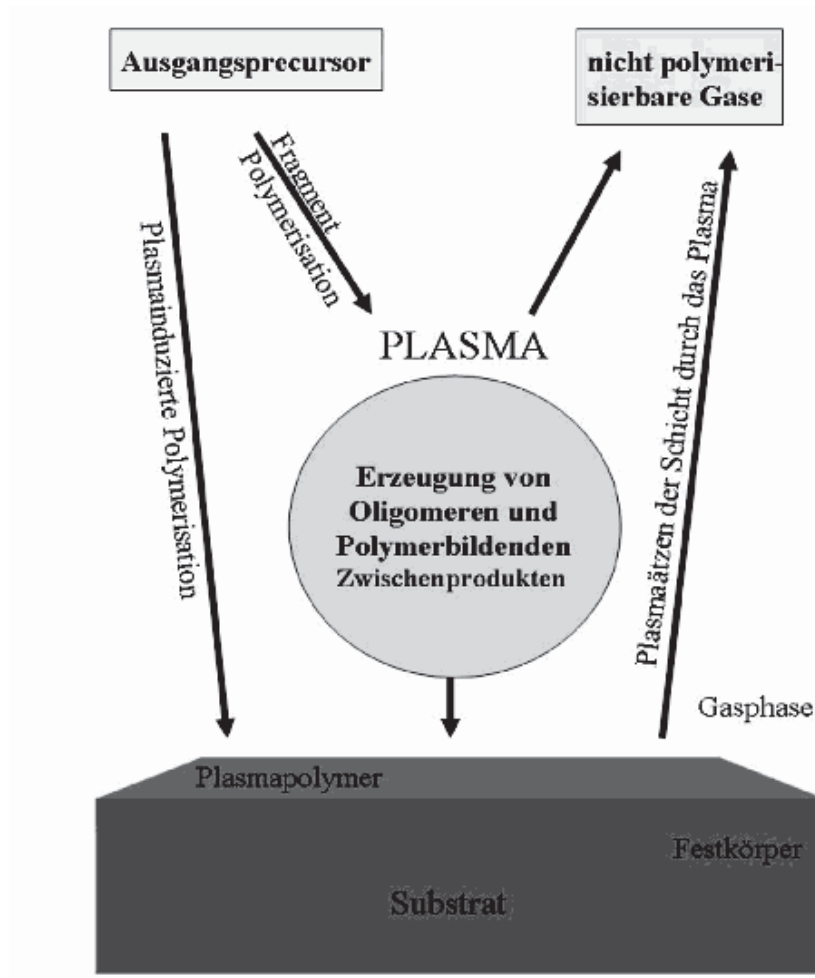 Ausgangsprecursor
nicht polymeri-
sierbare Gase
Fragment
Polymerisation
Plasmainduzierte Polymerisation
Plasmaätzen der Schicht durch das Plasma
PLASMA
Erzeugung von
Oligomeren und
Polymerbildenden
Zwischenprodukten
Gasphase
Plasmapolymer
Festkörper
Substrat